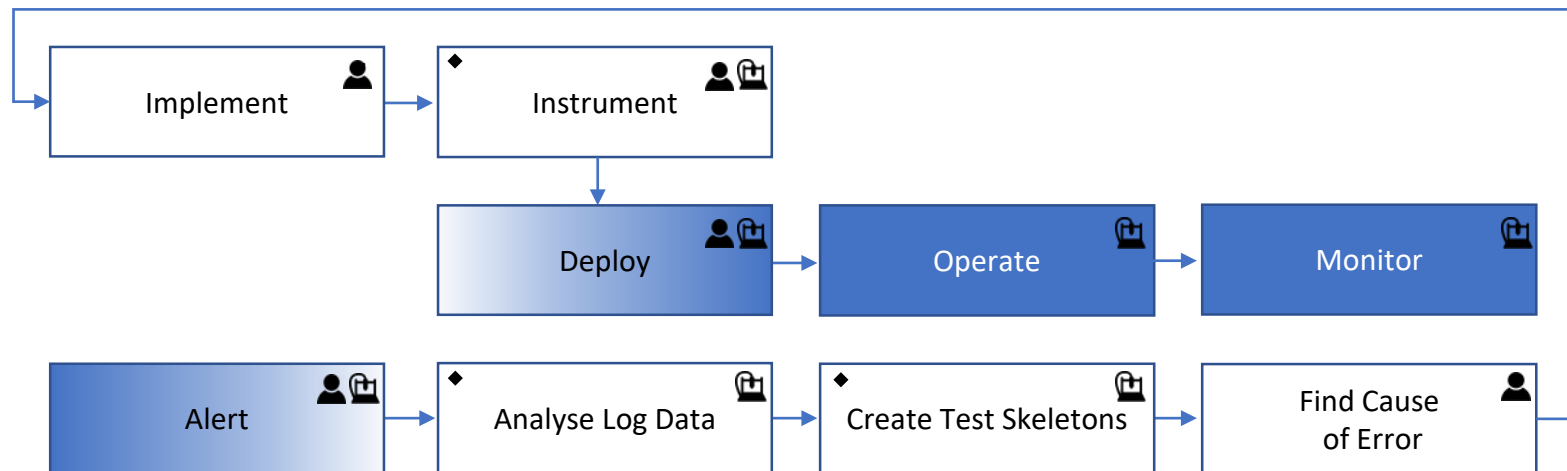 Implement
Instrument
Deploy
Operate
Monitor
Alert
Analyse Log Data
Create Test Skeletons
Find Cause
of Error